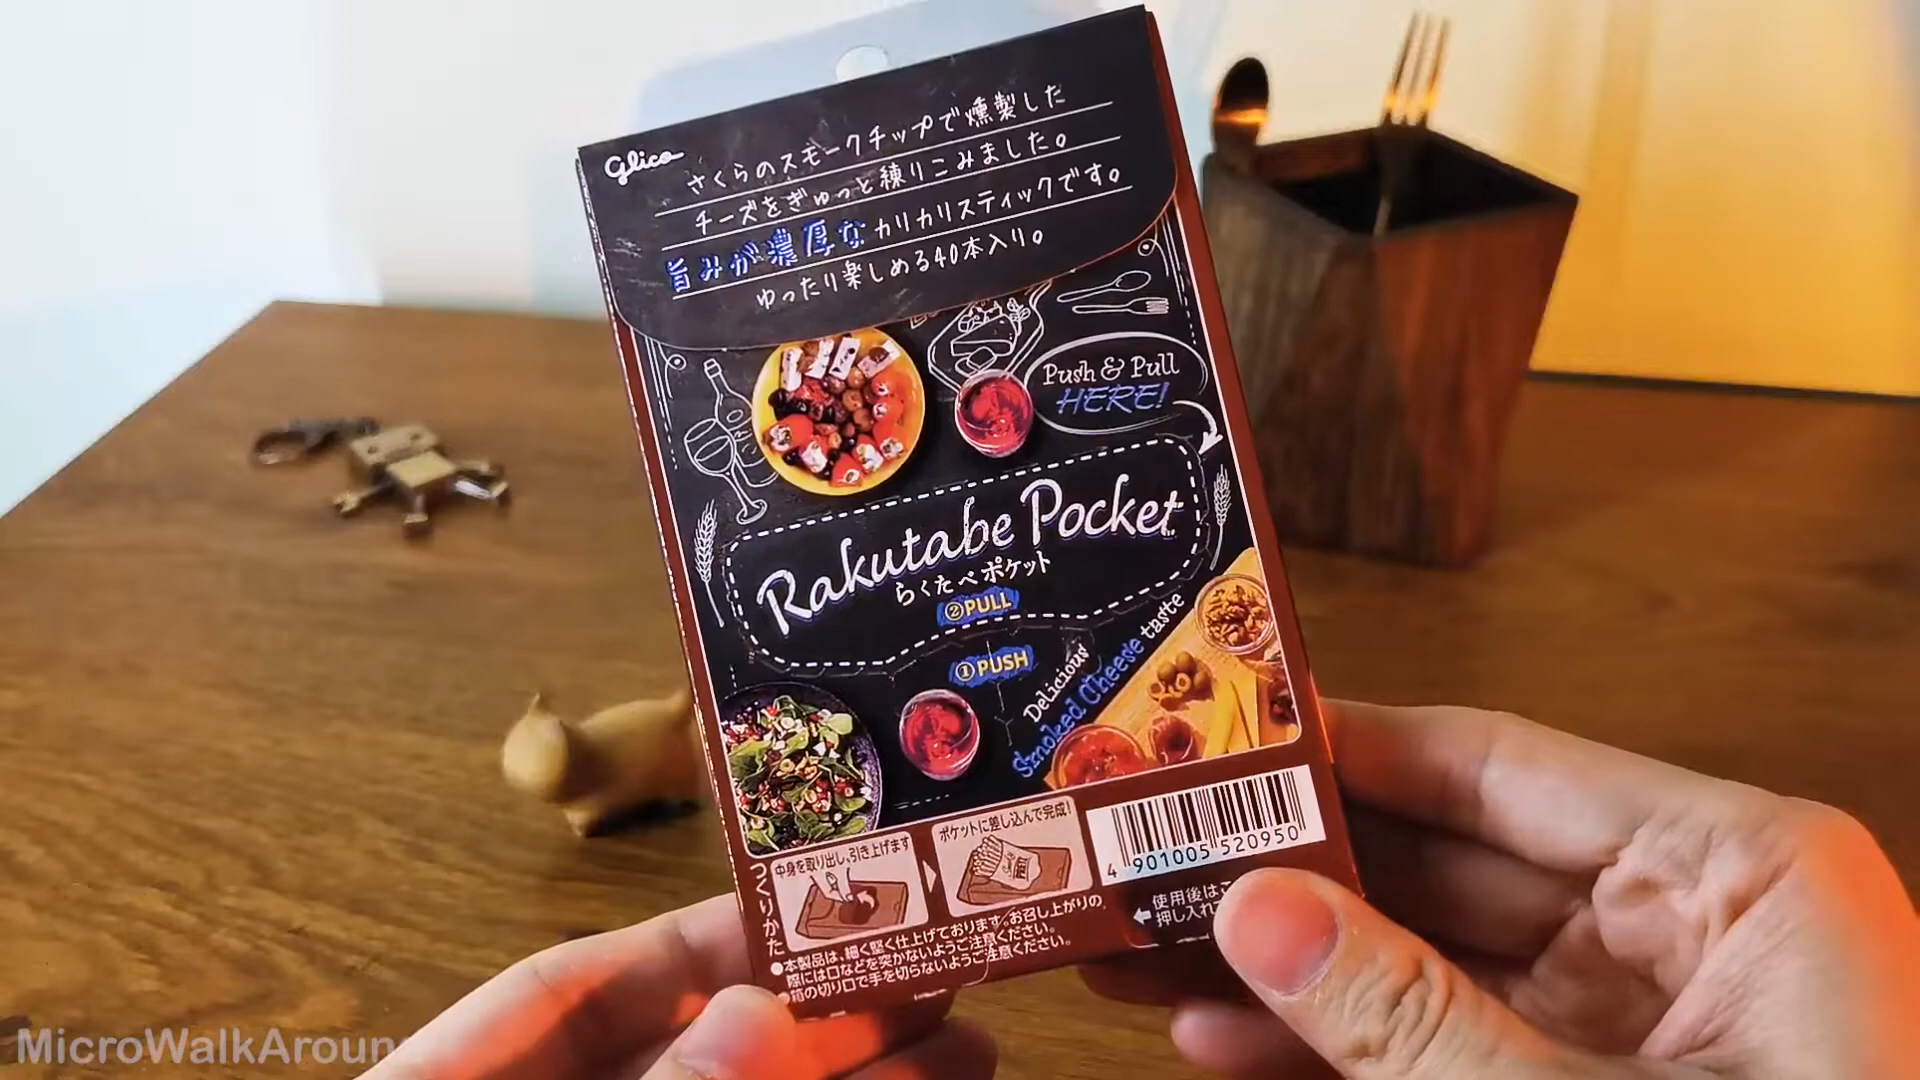 Glico
さくらのスモークチップで燻製した
チーズをぎゅっと練りこみました。
旨みが濃厚なカリカリスティックです。
ゆったり楽しめる40本入り。
Push & Pull
HERE!
Rakutabe Pocket
らくたべポケット
②PULL
①PUSH
Delicious
Smoked Cheese taste
つくりかた
中身を取り出し、引き上げます
ポケットに差し込んで完成!
4 901005 520950
使用後は
押し入れ
●本製品は、細く堅く仕上げております。お召し上がりの
際には口などを突かないようご注意ください。
●箱の切り口で手を切らないようご注意ください。
MicroWalkAroun